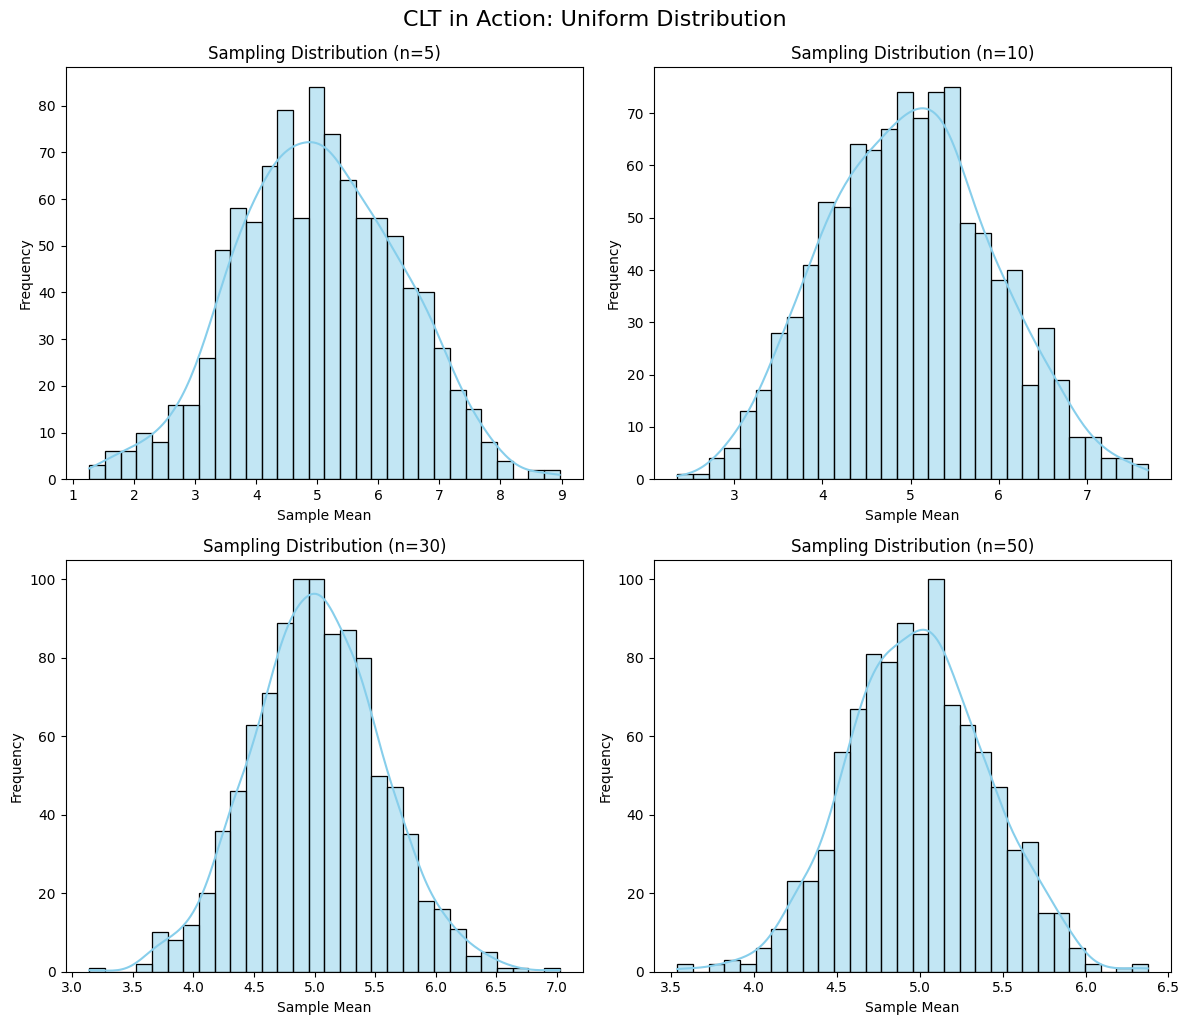 CLT in Action: Uniform Distribution
Sampling Distribution (n=5)
80
70
60
50
40
30
20
10
0
Frequency
1 2 3 4 5 6 7 8 9
Sample Mean
Sampling Distribution (n=10)
70
60
50
40
30
20
10
0
Frequency
3 4 5 6 7
Sample Mean
Sampling Distribution (n=30)
100
80
60
40
20
0
Frequency
3.0 3.5 4.0 4.5 5.0 5.5 6.0 6.5 7.0
Sample Mean
Sampling Distribution (n=50)
100
80
60
40
20
0
Frequency
3.5 4.0 4.5 5.0 5.5 6.0 6.5
Sample Mean